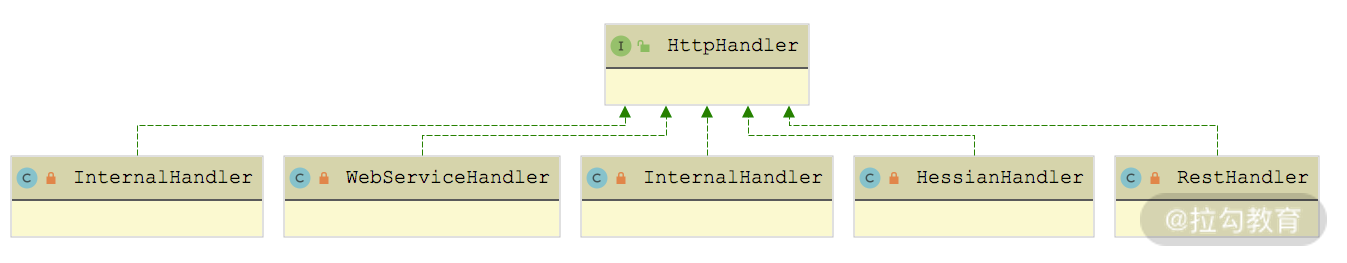 I HttpHandler
C InternalHandler
C WebServiceHandler
C InternalHandler
C HessianHandler
C RestHandler
@拉勾教育